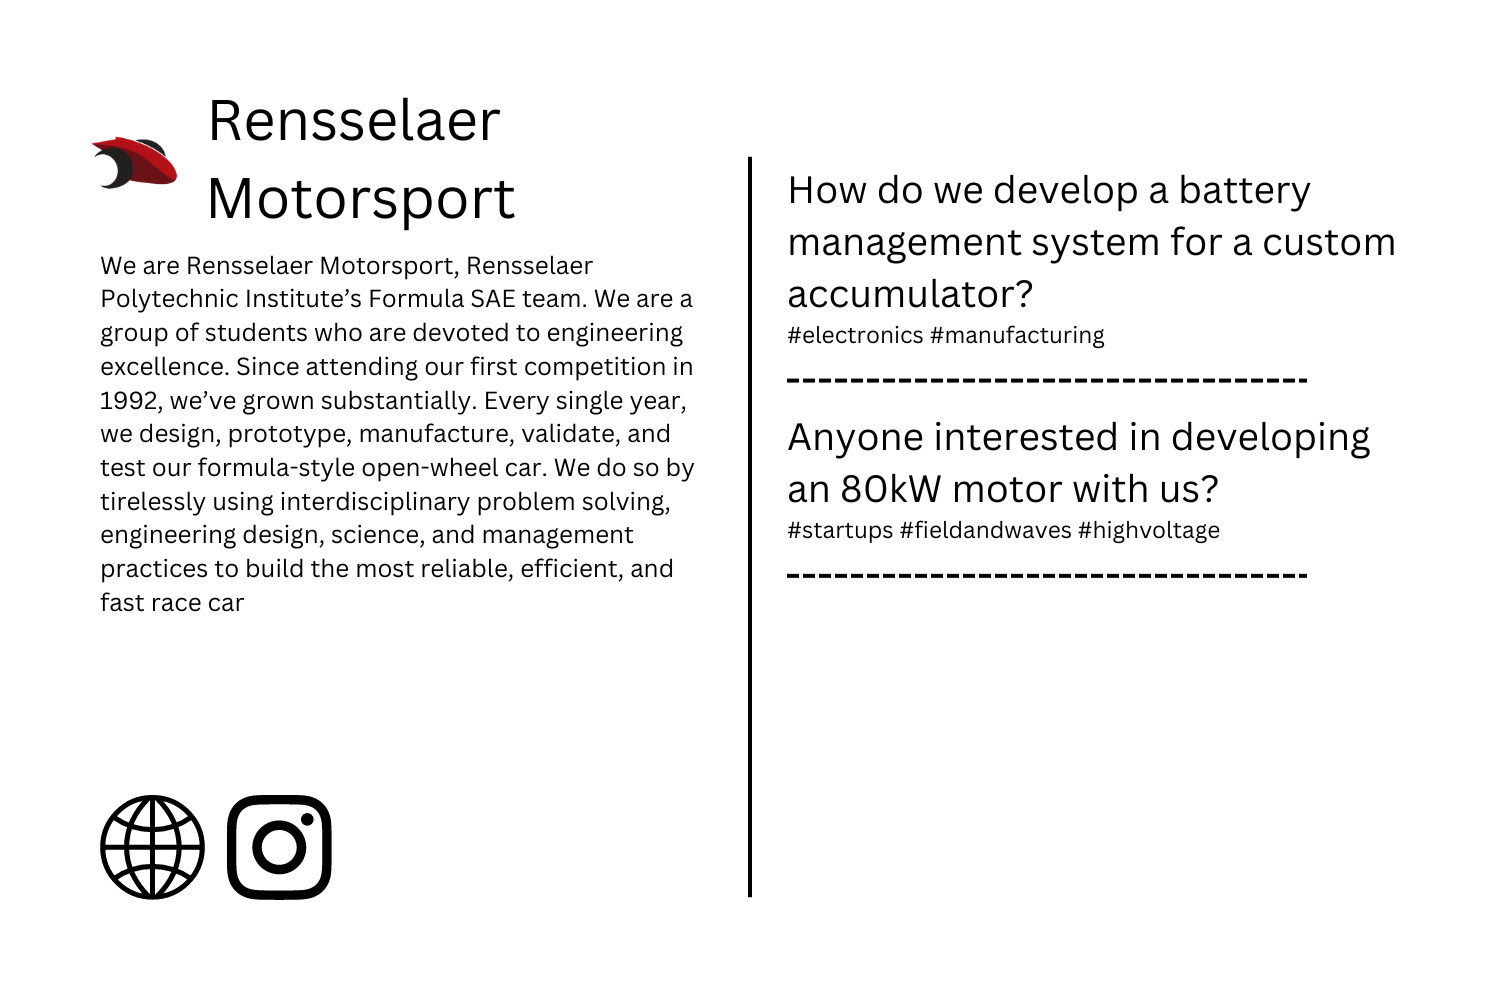 Rensselaer
Motorsport
We are Rensselaer Motorsport, Rensselaer
Polytechnic Institute’s Formula SAE team. We are a
group of students who are devoted to engineering
excellence. Since attending our first competition in
1992, we’ve grown substantially. Every single year,
we design, prototype, manufacture, validate, and
test our formula-style open-wheel car. We do so by
tirelessly using interdisciplinary problem solving,
engineering design, science, and management
practices to build the most reliable, efficient, and
fast race car
How do we develop a battery
management system for a custom
accumulator?
#electronics #manufacturing
Anyone interested in developing
an 80kW motor with us?
#startups #fieldandwaves #highvoltage